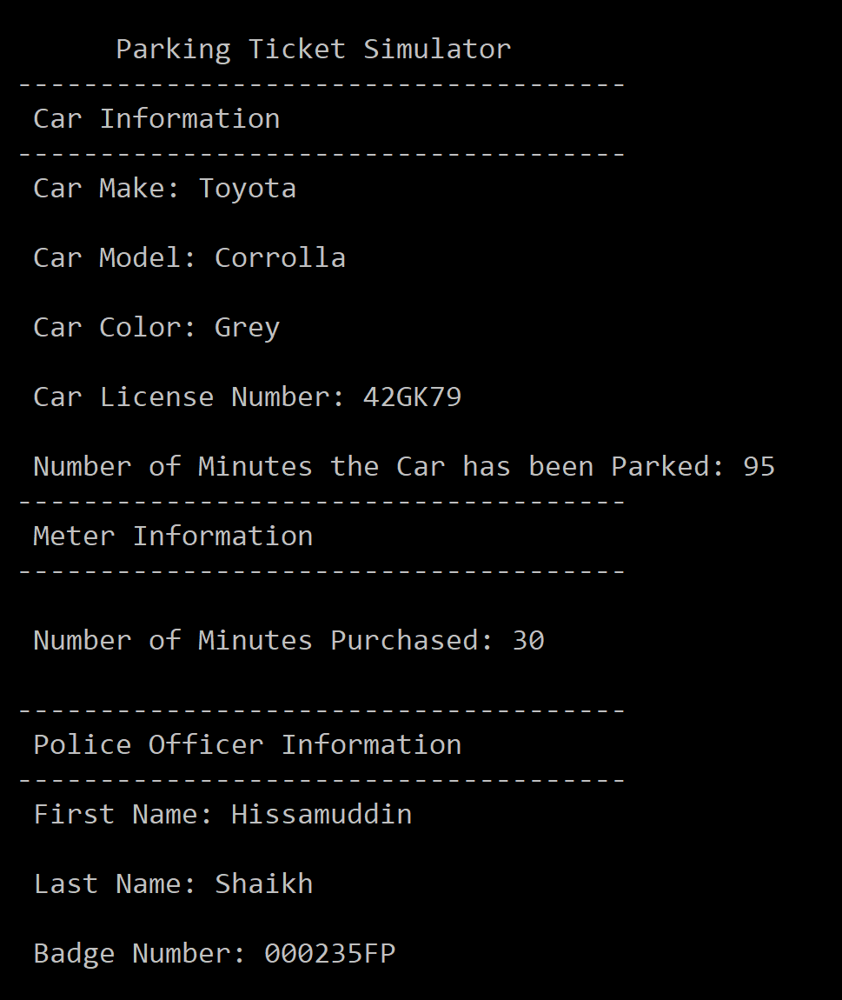 Parking Ticket Simulator
-------------------------------------
Car Information
-------------------------------------
Car Make: Toyota
Car Model: Corrolla
Car Color: Grey
Car License Number: 42GK79
Number of Minutes the Car has been Parked: 95
-------------------------------------
Meter Information
-------------------------------------
Number of Minutes Purchased: 30
-------------------------------------
Police Officer Information
-------------------------------------
First Name: Hissamuddin
Last Name: Shaikh
Badge Number: 000235FP